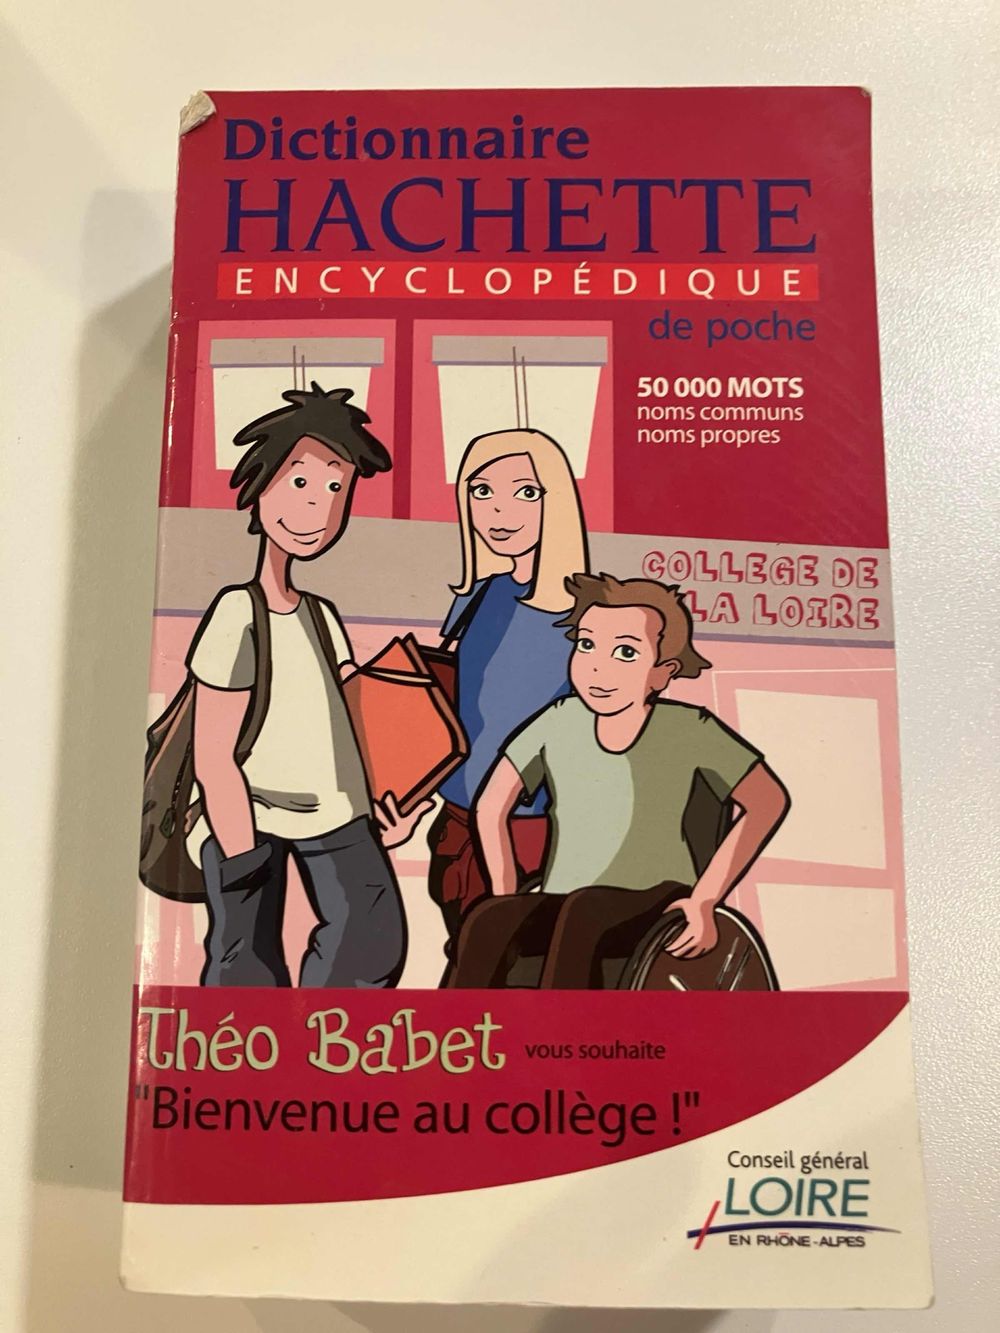 Dictionnaire
HACHETTE
ENCYCLOPÉDIQUE
de poche
50 000 MOTS
noms communs
noms propres
COLLEGE DE
LA LOIRE
Théo Babet vous souhaite
"Bienvenue au collège !"
Conseil général
LOIRE
EN RHÔNE-ALPES